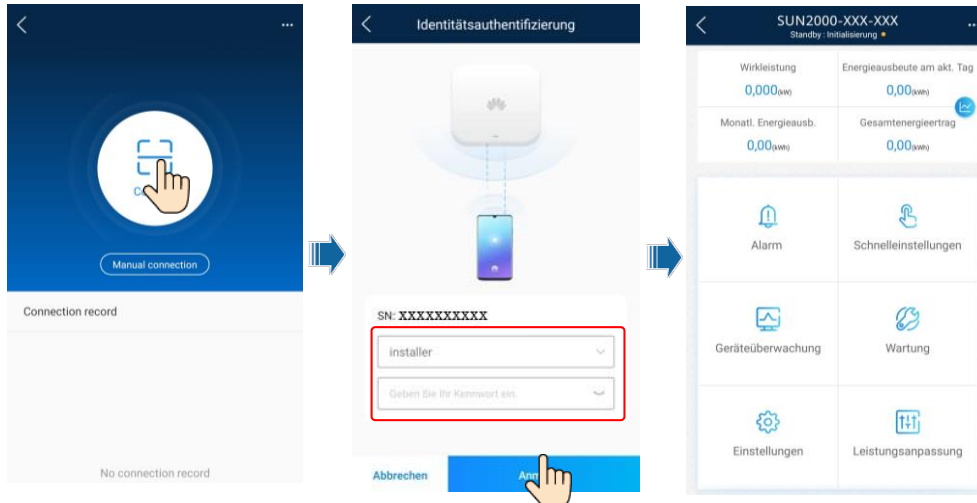 Manual connection
Connection record
No connection record
Identitätsauthentifizierung
SN: XXXXXXXXXX
installer
Geben Sie Ihr Kennwort ein.
Abbrechen
SUN2000-XXX-XXX
Standby : Initialisierung
Wirkleistung
0,000(kW)
Energieausbeute am akt. Tag
0,00(kWh)
Monatl. Energieausb.
0,00(kWh)
Gesamtenergieertrag
0,00(kWh)
Alarm
Schnelleinstellungen
Geräteüberwachung
Wartung
Einstellungen
Leistungsanpassung